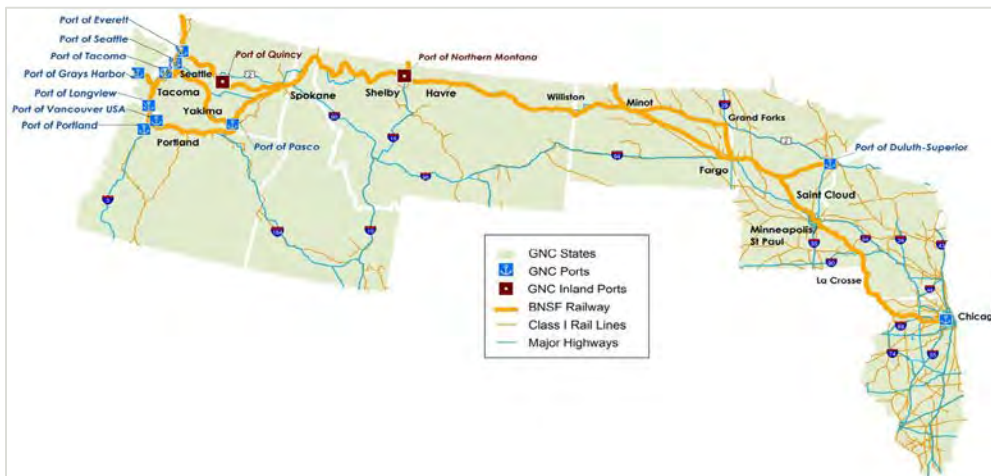 Port of Everett
Port of Seattle
Port of Tacoma
Port of Grays Harbor
Port of Longview
Port of Vancouver USA
Port of Portland
Port of Quincy
Port of Northern Montana
Seattle
Tacoma
Yakima
Portland
Port of Pasco
Spokane
Shelby
Havre
Williston
Minot
Grand Forks
2
2
Port of Duluth-Superior
Fargo
Saint Cloud
Minneapolis/
St Paul
La Crosse
Chicag
GNC States
GNC Ports
GNC Inland Ports
BNSF Railway
Class I Rail Lines
Major Highways
5